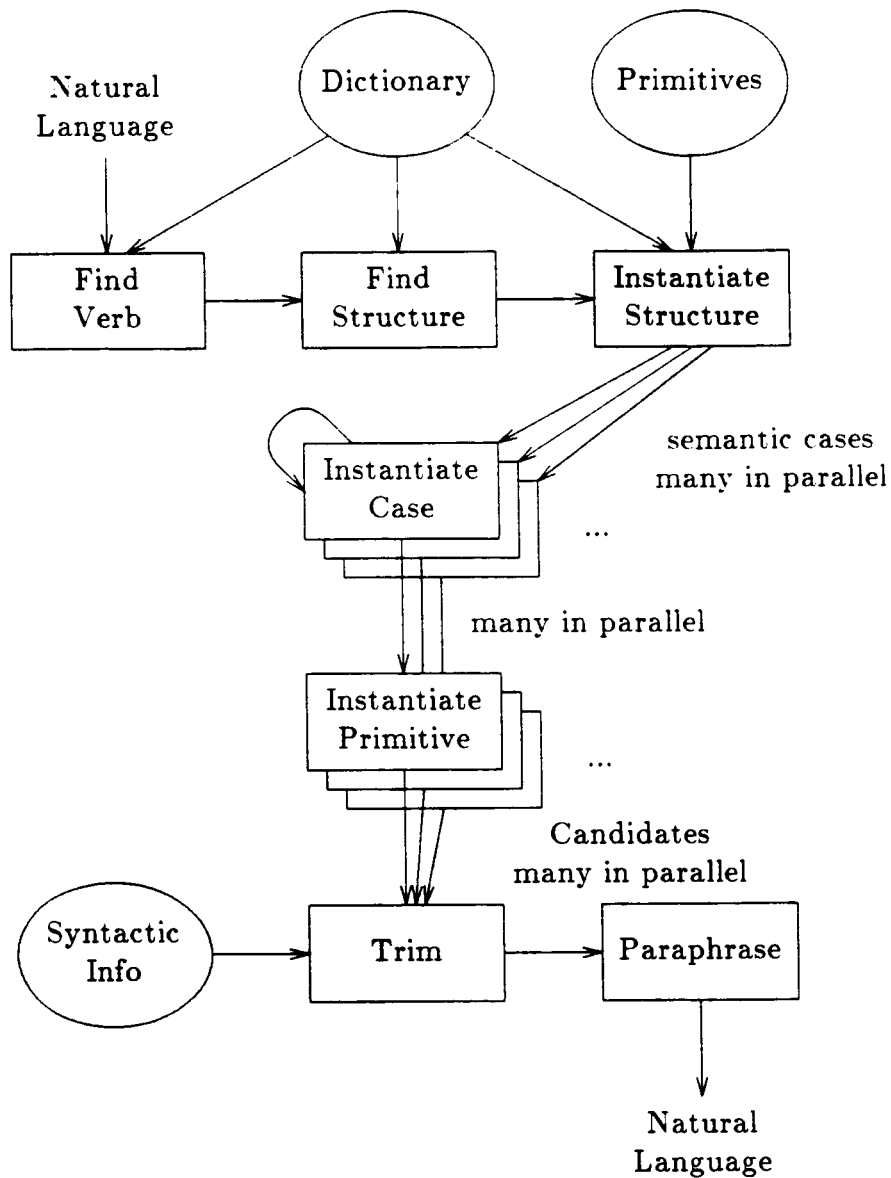 Natural
Language
Dictionary
Primitives
Find
Verb
Find
Structure
Instantiate
Structure
semantic cases
many in parallel
Instantiate
Case
...
many in parallel
Instantiate
Primitive
...
Candidates
many in parallel
Syntactic
Info
Trim
Paraphrase
Natural
Language